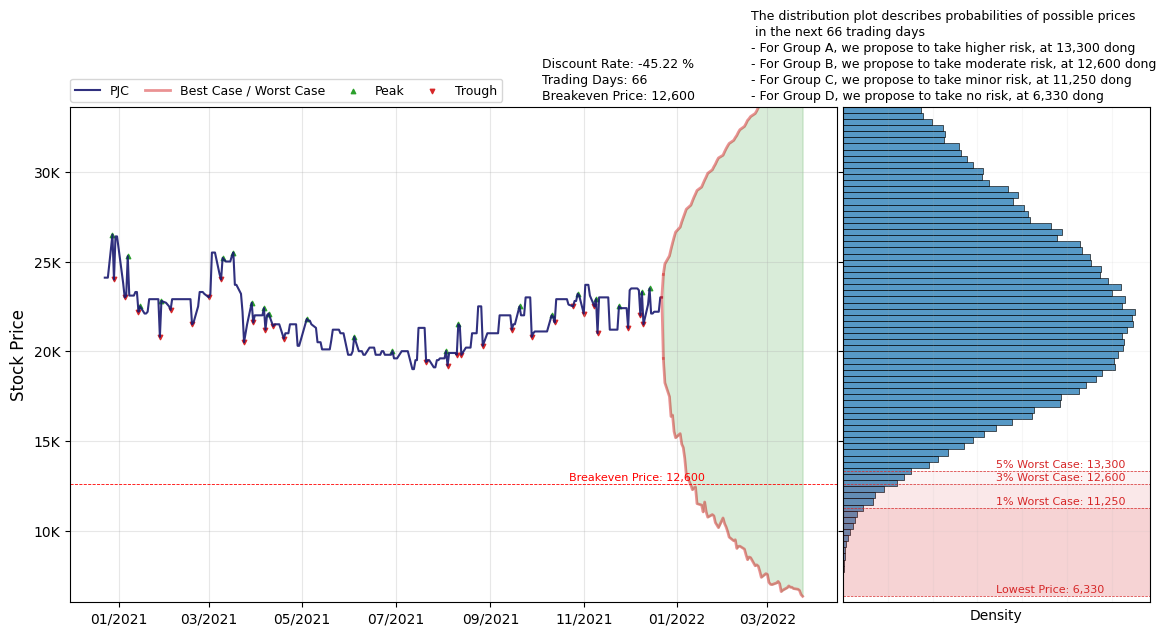 The distribution plot describes probabilities of possible prices
in the next 66 trading days
- For Group A, we propose to take higher risk, at 13,300 dong
- For Group B, we propose to take moderate risk, at 12,600 dong
- For Group C, we propose to take minor risk, at 11,250 dong
- For Group D, we propose to take no risk, at 6,330 dong
Discount Rate: -45.22 %
Trading Days: 66
Breakeven Price: 12,600
PJC
Best Case / Worst Case
Peak
Trough
Stock Price
30K
25K
20K
15K
10K
Breakeven Price: 12,600
5% Worst Case: 13,300
3% Worst Case: 12,600
1% Worst Case: 11,250
Lowest Price: 6,330
01/2021
03/2021
05/2021
07/2021
09/2021
11/2021
01/2022
03/2022
Density